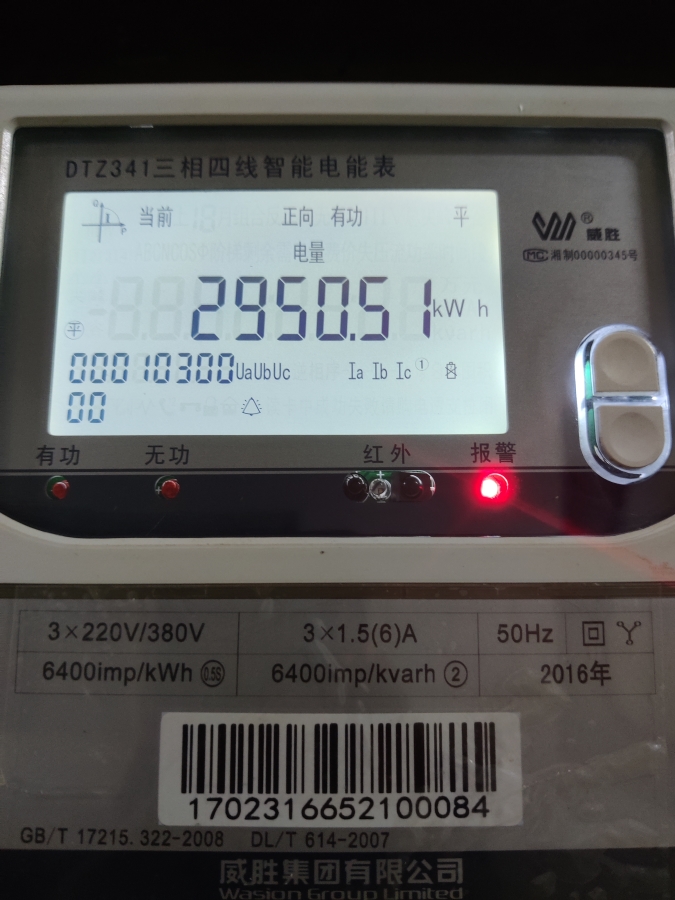 DTZ341三相四线智能电能表
当前 正向 有功 平
电量
2950.51 kWh
平
00010300 UaUbUc Ia Ib Ic ①
00
威胜®
MC 湘制00000345号
有功 无功 红外 报警
3×220V/380V 3×1.5(6)A 50Hz
6400imp/kWh 0.5S 6400imp/kvarh ② 2016年
1702316652100084
GB/T 17215.322-2008 DL/T 614-2007
威胜集团有限公司
Wasion Group Limited